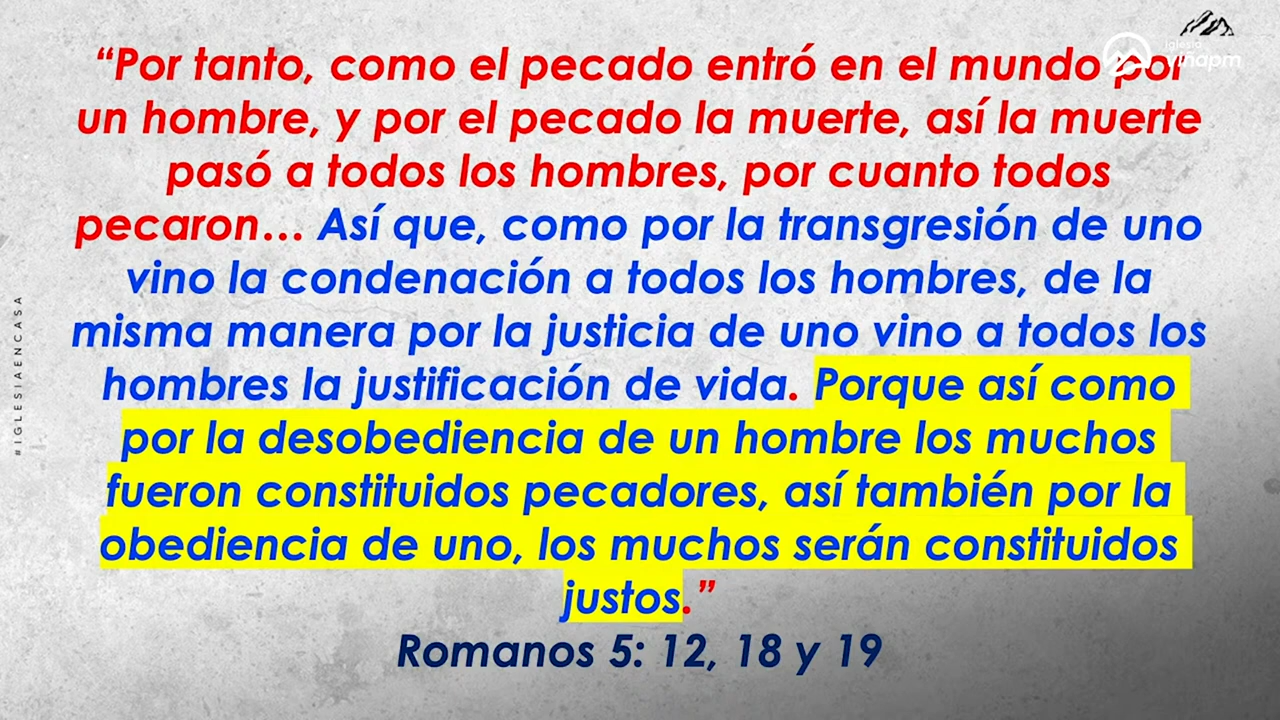 “Por tanto, como el pecado entró en el mundo por
un hombre, y por el pecado la muerte, así la muerte
pasó a todos los hombres, por cuanto todos
pecaron... Así que, como por la transgresión de uno
vino la condenación a todos los hombres, de la
misma manera por la justicia de uno vino a todos los
hombres la justificación de vida. Porque así como
por la desobediencia de un hombre los muchos
fueron constituidos pecadores, así también por la
obediencia de uno, los muchos serán constituidos
justos.”
Romanos 5: 12, 18 y 19
#IGLESIAENCASA
iglesia
viñapm